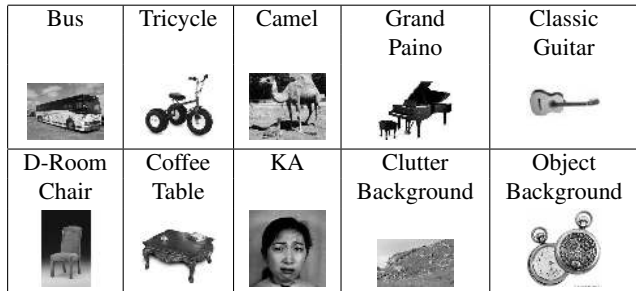 Bus
Tricycle
Camel
Grand
Paino
Classic
Guitar
D-Room
Chair
Coffee
Table
KA
Clutter
Background
Object
Background